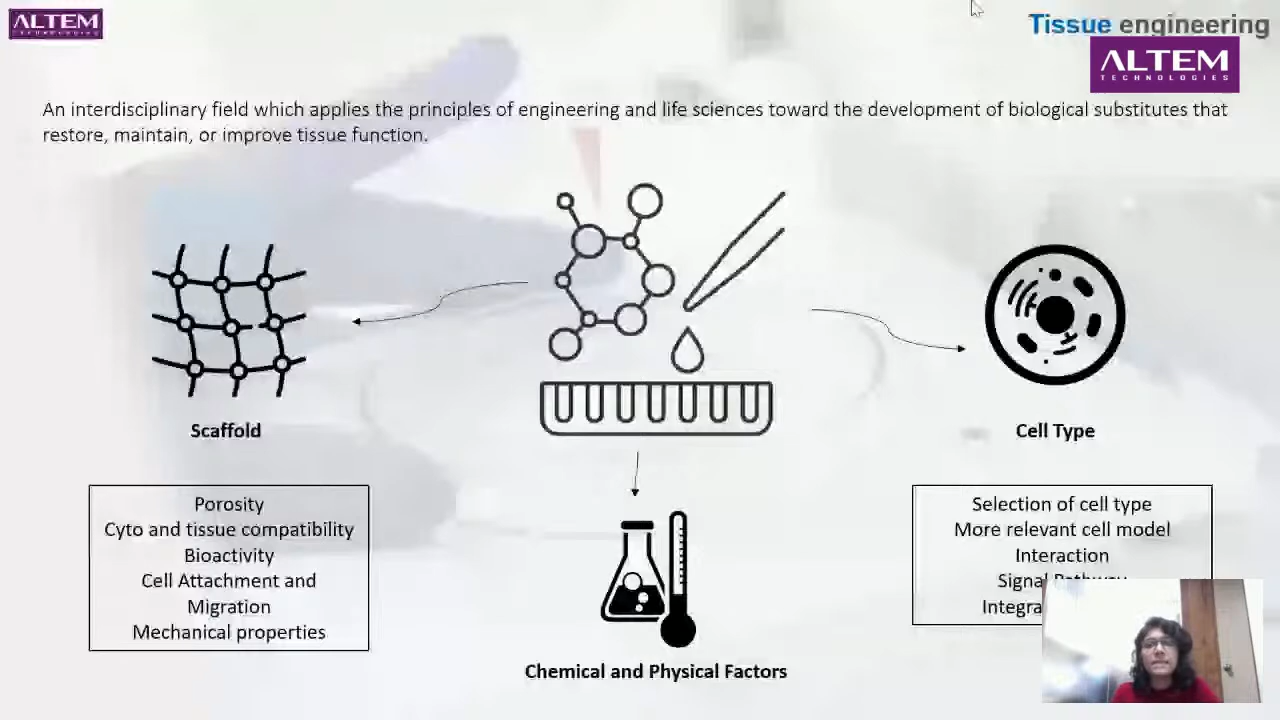 ALTEM
TECHNOLOGIES
Tissue engineering
ALTEM
TECHNOLOGIES
An interdisciplinary field which applies the principles of engineering and life sciences toward the development of biological substitutes that
restore, maintain, or improve tissue function.
Scaffold
Cell Type
Porosity
Cyto and tissue compatibility
Bioactivity
Cell Attachment and
Migration
Mechanical properties
Selection of cell type
More relevant cell model
Interaction
Signal Pathway
Chemical and Physical Factors